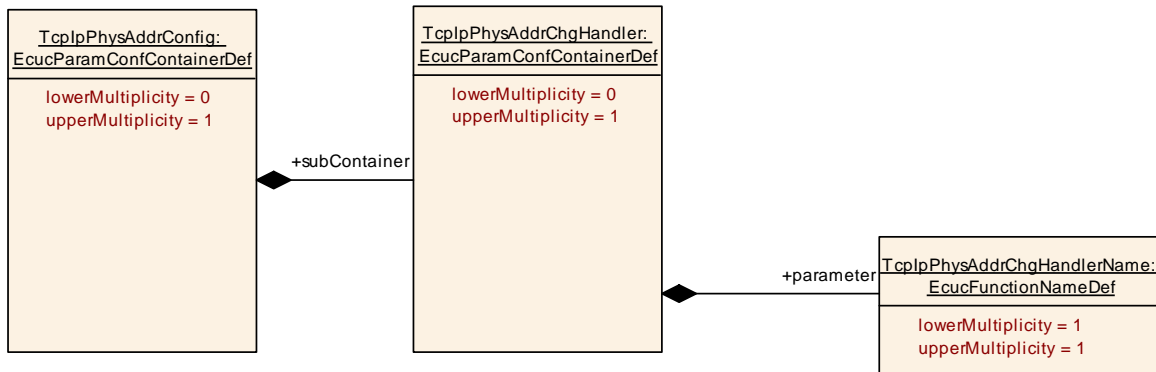 TcpIpPhysAddrConfig:
EcucParamConfContainerDef
lowerMultiplicity = 0
upperMultiplicity = 1
+subContainer
TcpIpPhysAddrChgHandler:
EcucParamConfContainerDef
lowerMultiplicity = 0
upperMultiplicity = 1
+parameter
TcpIpPhysAddrChgHandlerName:
EcucFunctionNameDef
lowerMultiplicity = 1
upperMultiplicity = 1